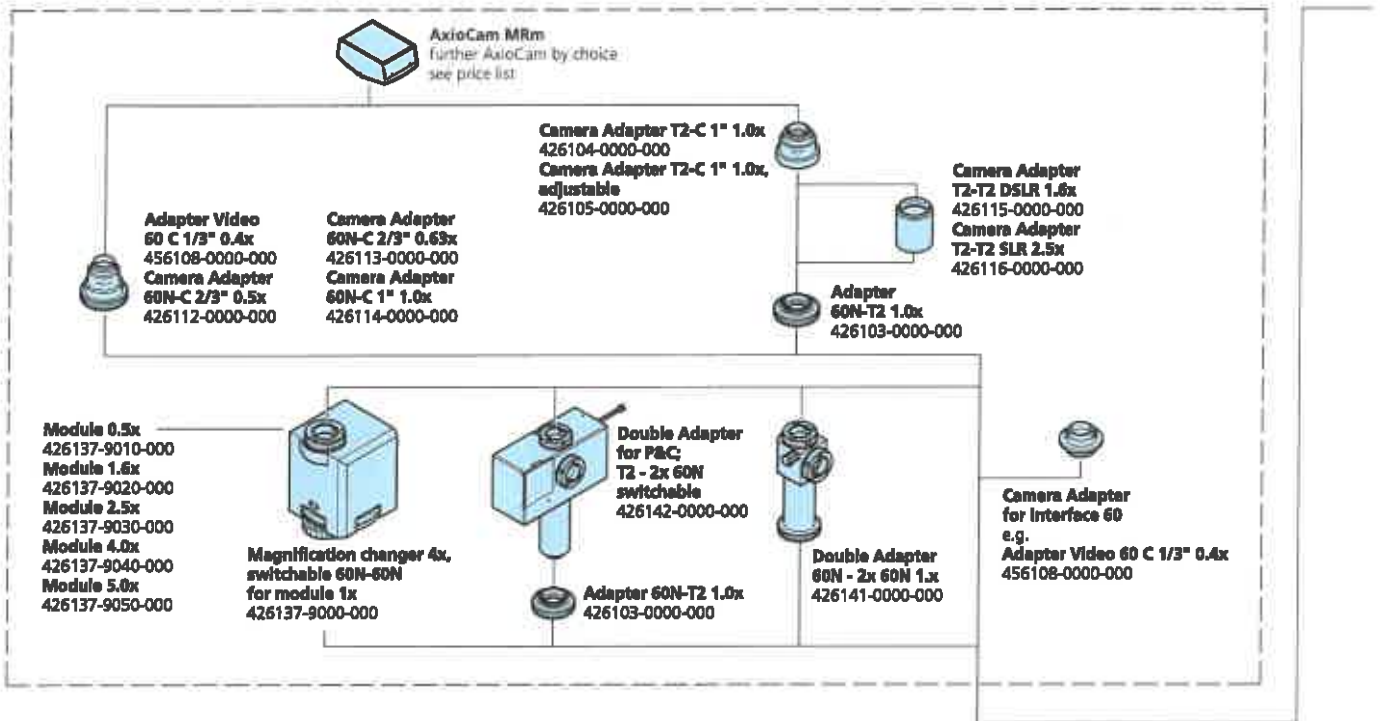 AxioCam MRm
further AxioCam by choice
see price list
Camera Adapter T2-C 1" 1.0x
426104-0000-000
Camera Adapter T2-C 1" 1.0x,
adjustable
426105-0000-000
Camera Adapter
T2-T2 DSLR 1.6x
426115-0000-000
Camera Adapter
T2-T2 SLR 2.5x
426116-0000-000
Adapter Video
60 C 1/3" 0.4x
456108-0000-000
Camera Adapter
60N-C 2/3" 0.5x
426112-0000-000
Camera Adapter
60N-C 2/3" 0.63x
426113-0000-000
Camera Adapter
60N-C 1" 1.0x
426114-0000-000
Adapter
60N-T2 1.0x
426103-0000-000
Module 0.5x
426137-9010-000
Module 1.6x
426137-9020-000
Module 2.5x
426137-9030-000
Module 4.0x
426137-9040-000
Module 5.0x
426137-9050-000
Magnification changer 4x,
switchable 60N-60N
for module 1x
426137-9000-000
Double Adapter
for P&C;
T2 - 2x 60N
switchable
426142-0000-000
Adapter 60N-T2 1.0x
426103-0000-000
Double Adapter
60N - 2x 60N 1.x
426141-0000-000
Camera Adapter
for Interface 60
e.g.
Adapter Video 60 C 1/3" 0.4x
456108-0000-000